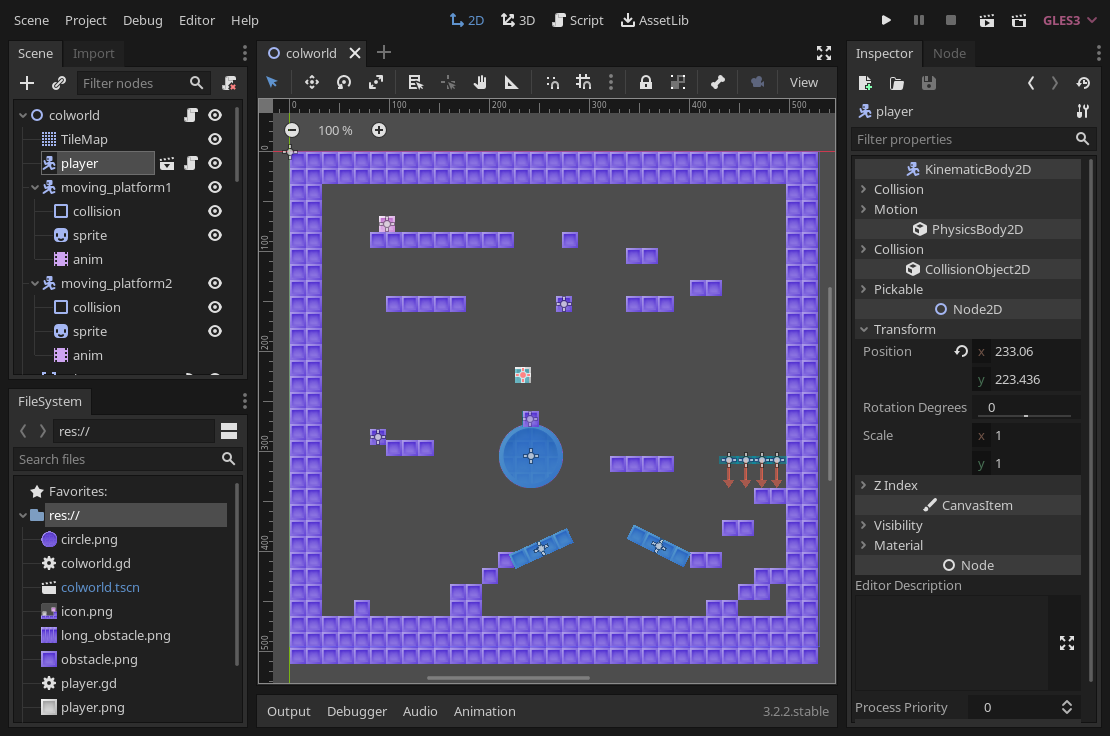 Scene Project Debug Editor Help 2D 3D Script AssetLib GLES3
Scene Import
Filter nodes
colworld
TileMap
player
moving_platform1
collision
sprite
anim
moving_platform2
collision
sprite
anim
FileSystem
res://
Search files
Favorites:
res://
circle.png
colworld.gd
colworld.tscn
icon.png
long_obstacle.png
obstacle.png
player.gd
player.png
colworld
View
0 100 200 300 400 500
100 %
0
100
200
300
400
500
Output Debugger Audio Animation 3.2.2.stable
Inspector Node
player
Filter properties
KinematicBody2D
Collision
Motion
PhysicsBody2D
Collision
CollisionObject2D
Pickable
Node2D
Transform
Position x 233.06
y 223.436
Rotation Degrees 0
Scale x 1
y 1
Z Index
CanvasItem
Visibility
Material
Node
Editor Description
Process Priority 0